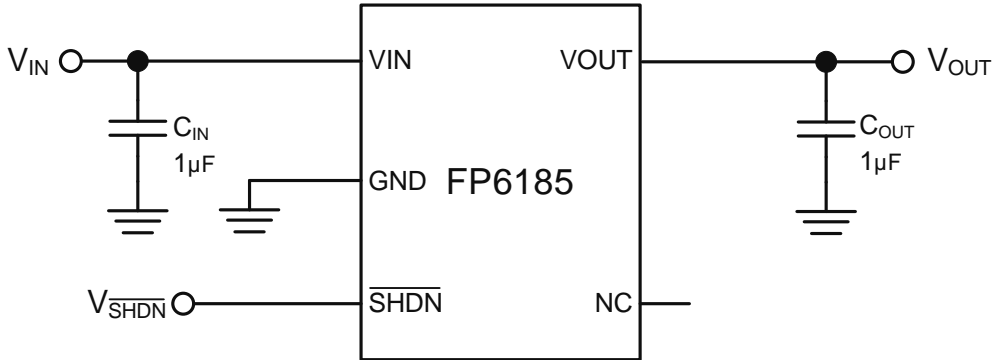 VIN
VIN
VOUT
VOUT
CIN
1µF
COUT
1µF
GND
FP6185
VSHDN
SHDN
NC